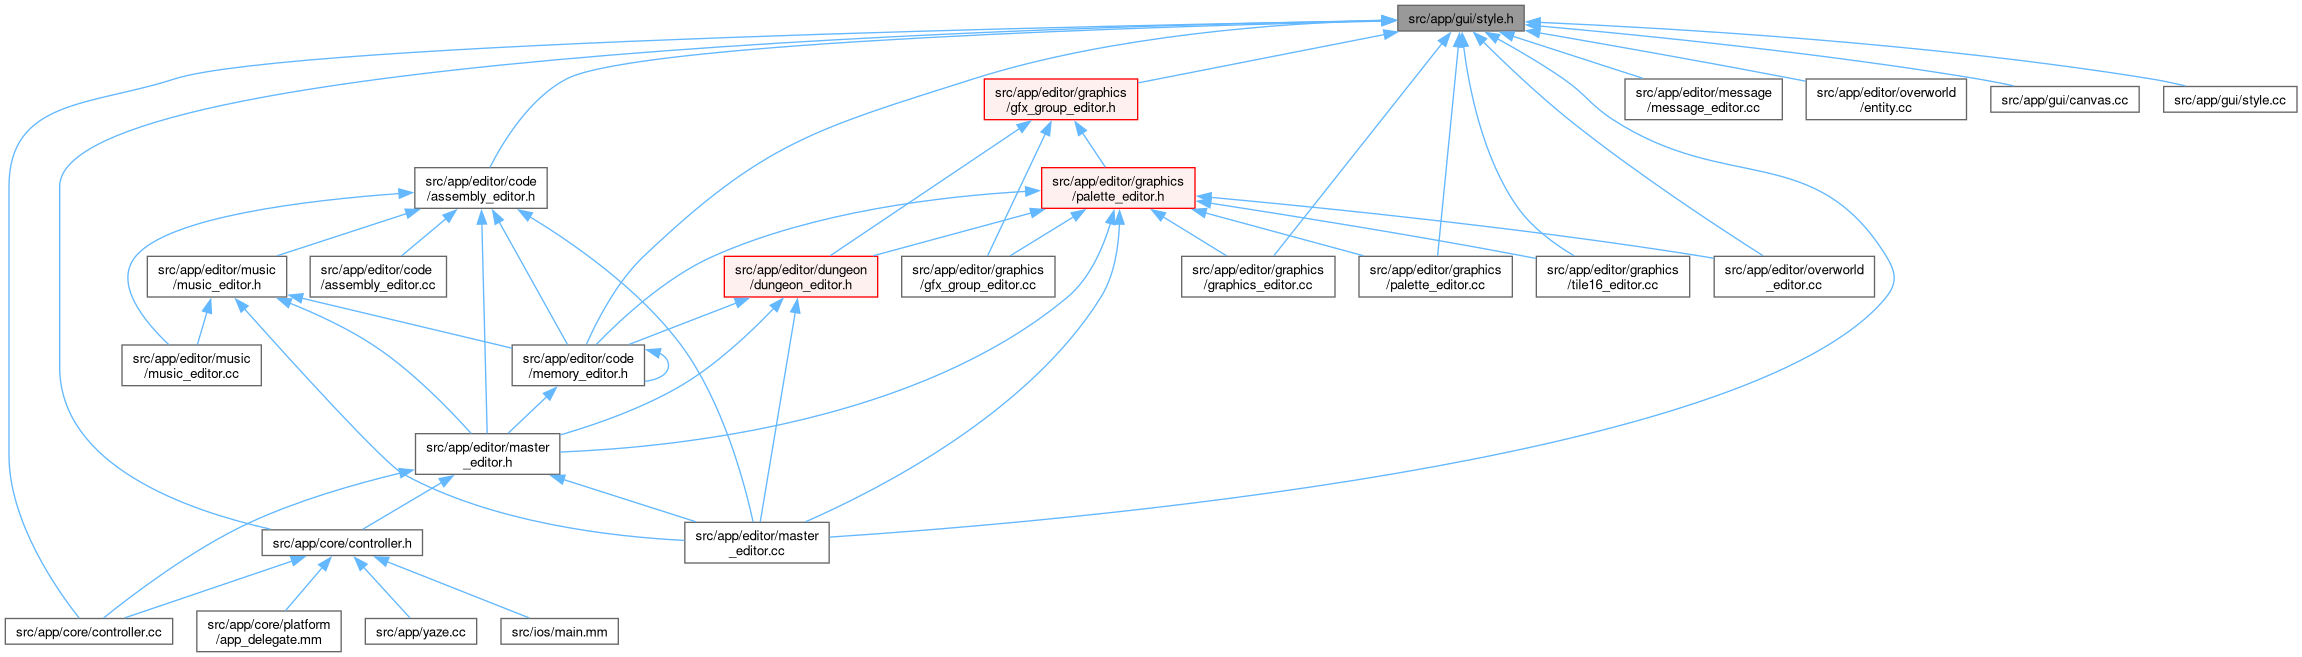 src/app/gui/style.h
src/app/editor/graphics
/gfx_group_editor.h
src/app/editor/message
/message_editor.cc
src/app/editor/overworld
/entity.cc
src/app/gui/canvas.cc
src/app/gui/style.cc
src/app/editor/code
/assembly_editor.h
src/app/editor/graphics
/palette_editor.h
src/app/editor/music
/music_editor.h
src/app/editor/code
/assembly_editor.cc
src/app/editor/dungeon
/dungeon_editor.h
src/app/editor/graphics
/gfx_group_editor.cc
src/app/editor/graphics
/graphics_editor.cc
src/app/editor/graphics
/palette_editor.cc
src/app/editor/graphics
/tile16_editor.cc
src/app/editor/overworld
_editor.cc
src/app/editor/music
/music_editor.cc
src/app/editor/code
/memory_editor.h
src/app/editor/master
_editor.h
src/app/core/controller.h
src/app/editor/master
_editor.cc
src/app/core/controller.cc
src/app/core/platform
/app_delegate.mm
src/app/yaze.cc
src/ios/main.mm